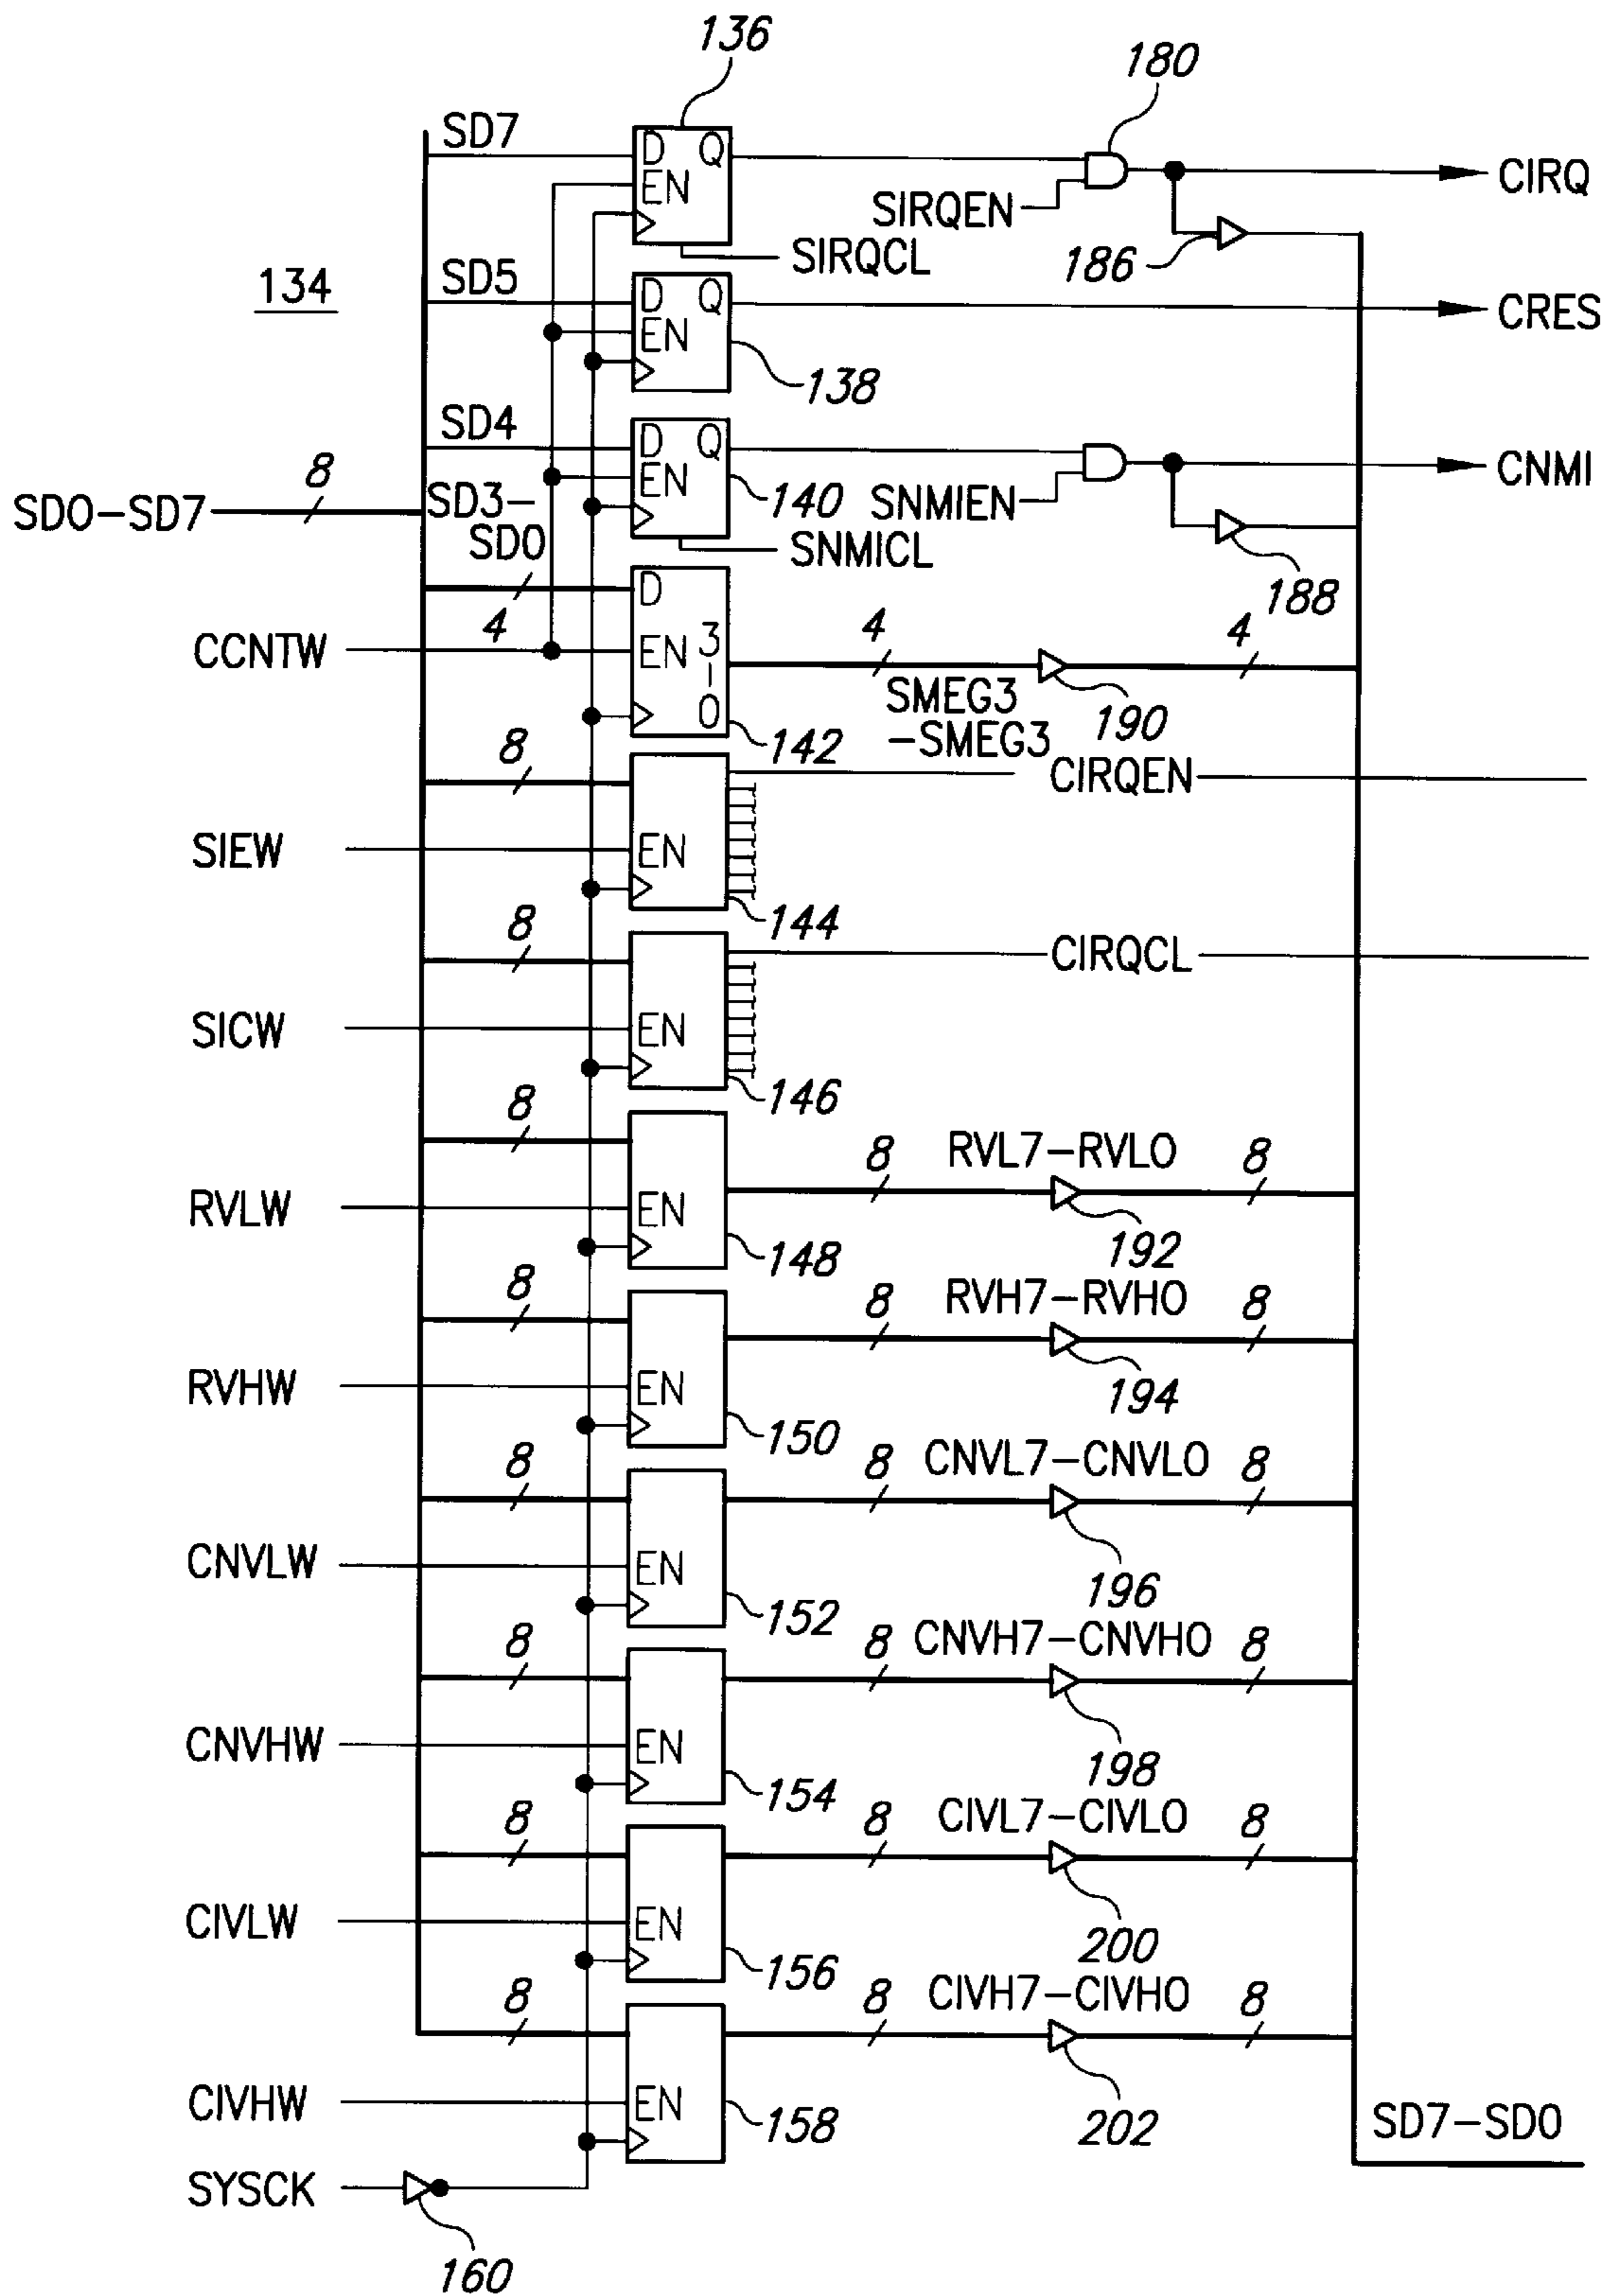 136
180
SD7
D Q
EN
SIRQEN
CIRQ
186
SIRQCL
134
SD5
D Q
EN
CRES
138
SD4
D Q
EN
140
SNMIEN
CNMI
SD0-SD7
8
SD3-
SD0
SNMICL
188
D
4
CCNTW
EN 3
-
0
4
4
SMEG3
-SMEG3
190
142
8
CIRQEN
SIEW
EN
144
8
CIRQCL
SICW
EN
146
8
8
RVL7-RVL0
8
RVLW
EN
192
148
8
8
RVH7-RVH0
8
RVHW
EN
194
150
8
8
CNVL7-CNVL0
8
CNVLW
EN
196
152
8
8
CNVH7-CNVH0
8
CNVHW
EN
198
154
8
8
CIVL7-CIVL0
8
CIVLW
EN
200
156
8
8
CIVH7-CIVH0
8
CIVHW
EN
202
158
SD7-SD0
SYSCK
160